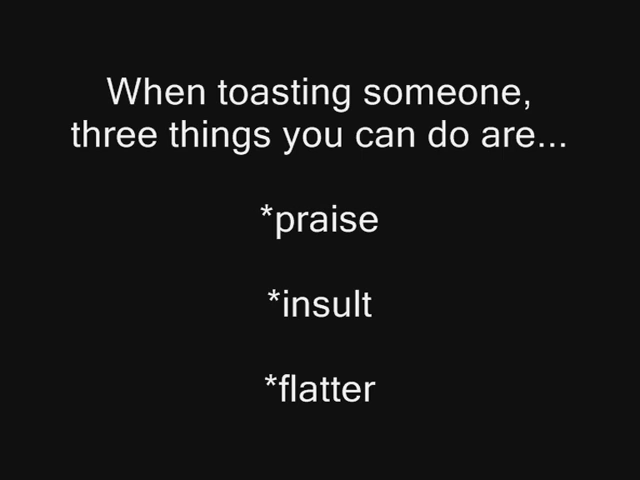 When toasting someone,
three things you can do are...
*praise
*insult
*flatter